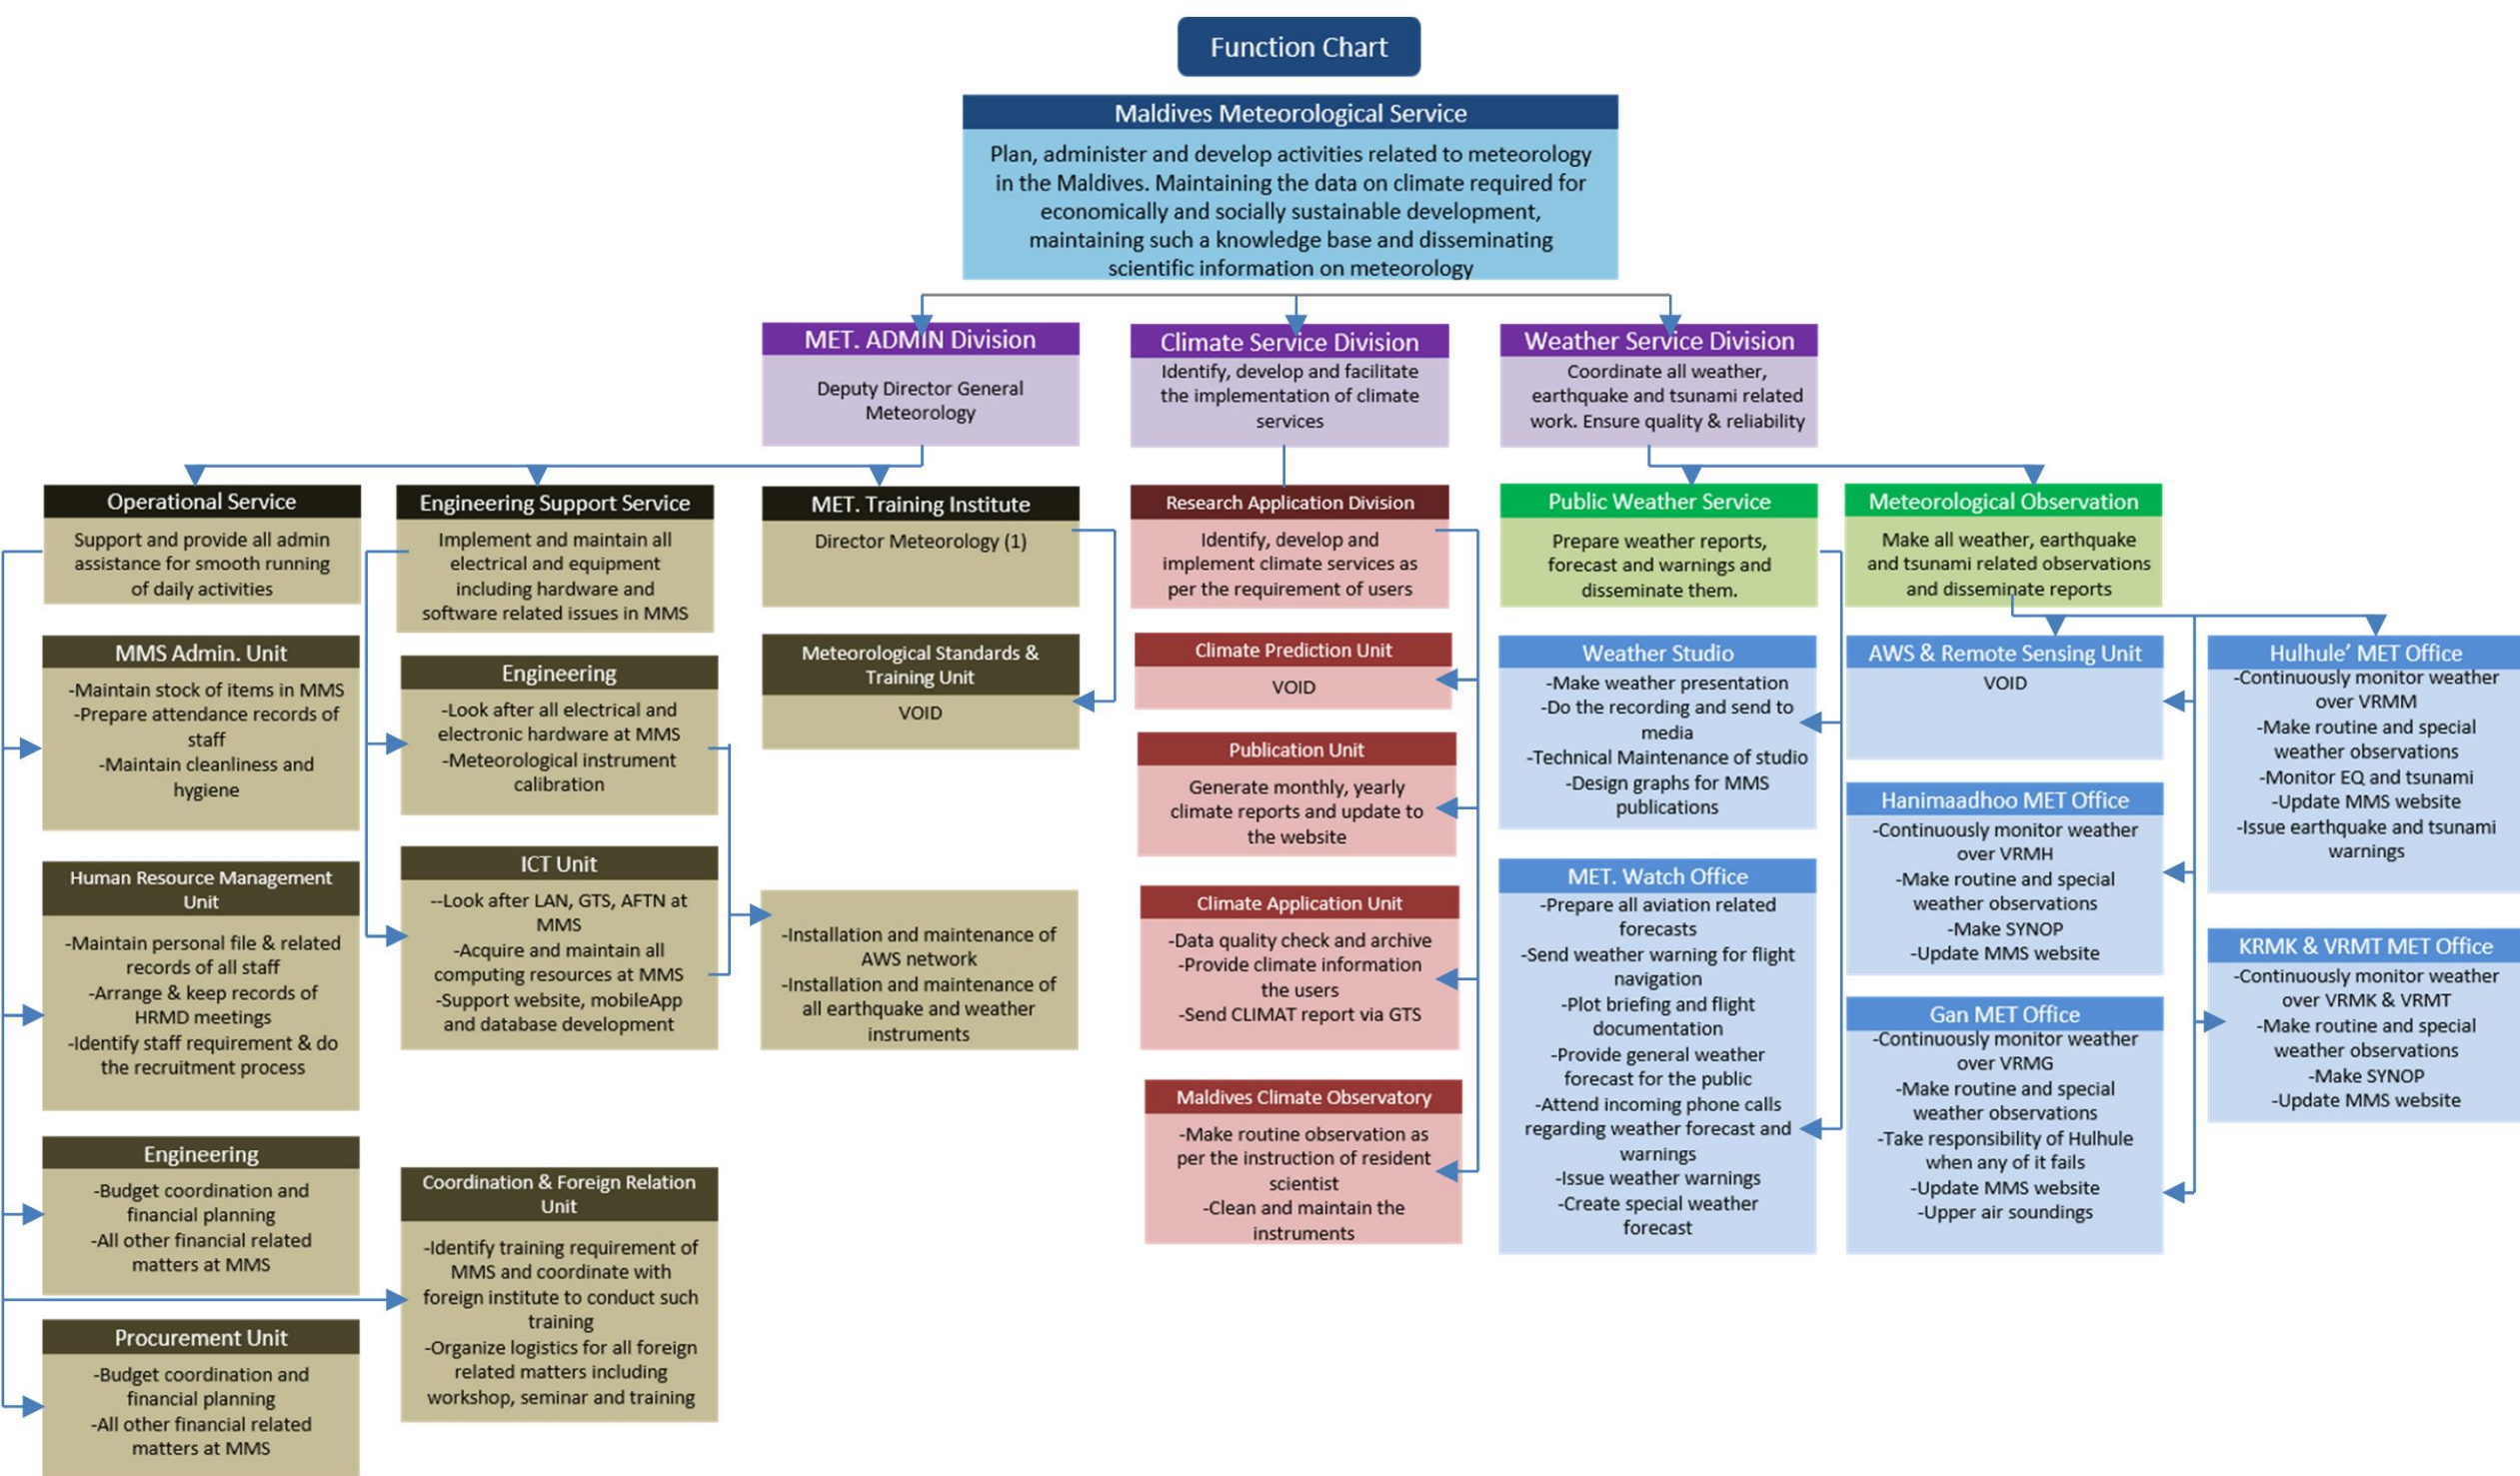 Function Chart
Maldives Meteorological Service
Plan, administer and develop activities related to meteorology
in the Maldives. Maintaining the data on climate required for
economically and socially sustainable development,
maintaining such a knowledge base and disseminating
scientific information on meteorology
MET. ADMIN Division
Deputy Director General
Meteorology
Climate Service Division
Identify, develop and facilitate
the implementation of climate
services
Weather Service Division
Coordinate all weather,
earthquake and tsunami related
work. Ensure quality & reliability
Operational Service
Support and provide all admin
assistance for smooth running
of daily activities
MMS Admin. Unit
-Maintain stock of items in MMS
-Prepare attendance records of
staff
-Maintain cleanliness and
hygiene
Human Resource Management
Unit
-Maintain personal file & related
records of all staff
-Arrange & keep records of
HRMD meetings
-Identify staff requirement & do
the recruitment process
Engineering
-Budget coordination and
financial planning
-All other financial related
matters at MMS
Procurement Unit
-Budget coordination and
financial planning
-All other financial related
matters at MMS
Engineering Support Service
Implement and maintain all
electrical and equipment
including hardware and
software related issues in MMS
Engineering
-Look after all electrical and
electronic hardware at MMS
-Meteorological instrument
calibration
ICT Unit
--Look after LAN, GTS, AFTN at
MMS
-Acquire and maintain all
computing resources at MMS
-Support website, mobileApp
and database development
Coordination & Foreign Relation
Unit
-Identify training requirement of
MMS and coordinate with
foreign institute to conduct such
training
-Organize logistics for all foreign
related matters including
workshop, seminar and training
MET. Training Institute
Director Meteorology (1)
Meteorological Standards &
Training Unit
VOID
-Installation and maintenance of
AWS network
-Installation and maintenance of
all earthquake and weather
instruments
Research Application Division
Identify, develop and
implement climate services as
per the requirement of users
Climate Prediction Unit
VOID
Publication Unit
Generate monthly, yearly
climate reports and update to
the website
Climate Application Unit
-Data quality check and archive
-Provide climate information
the users
-Send CLIMAT report via GTS
Maldives Climate Observatory
-Make routine observation as
per the instruction of resident
scientist
-Clean and maintain the
instruments
Public Weather Service
Prepare weather reports,
forecast and warnings and
disseminate them.
Weather Studio
-Make weather presentation
-Do the recording and send to
media
-Technical Maintenance of studio
-Design graphs for MMS
publications
MET. Watch Office
-Prepare all aviation related
forecasts
-Send weather warning for flight
navigation
-Plot briefing and flight
documentation
-Provide general weather
forecast for the public
-Attend incoming phone calls
regarding weather forecast and
warnings
-Issue weather warnings
-Create special weather
forecast
Meteorological Observation
Make all weather, earthquake
and tsunami related observations
and disseminate reports
AWS & Remote Sensing Unit
VOID
Hanimaadhoo MET Office
-Continuously monitor weather
over VRMH
-Make routine and special
weather observations
-Make SYNOP
-Update MMS website
Gan MET Office
-Continuously monitor weather
over VRMG
-Make routine and special
weather observations
-Take responsibility of Hulhule
when any of it fails
-Update MMS website
-Upper air soundings
Hulhule’ MET Office
-Continuously monitor weather
over VRMM
-Make routine and special
weather observations
-Monitor EQ and tsunami
-Update MMS website
-Issue earthquake and tsunami
warnings
KRMK & VRMT MET Office
-Continuously monitor weather
over VRMK & VRMT
-Make routine and special
weather observations
-Make SYNOP
-Update MMS website